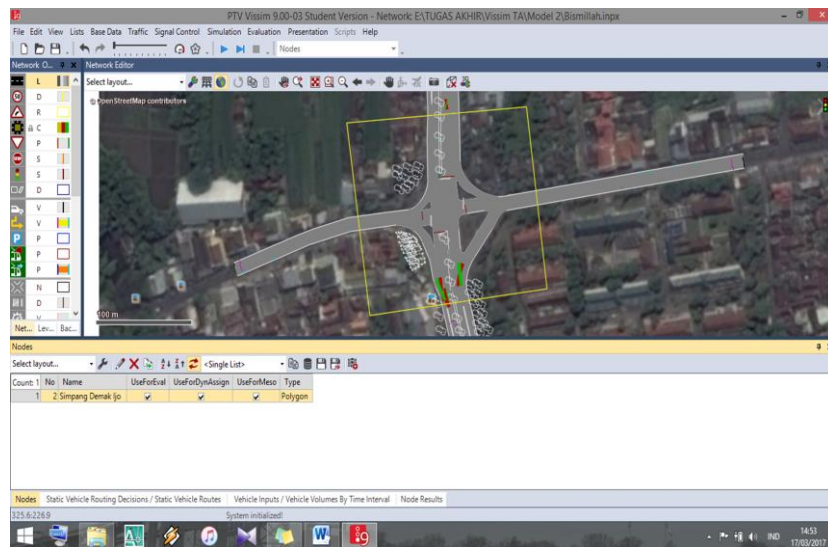 PTV Vissim 9.00-03 Student Version - Network: E:\TUGAS AKHIR\Vissim TA\Model 2\Bismillah.inpx
File Edit View Lists Base Data Traffic Signal Control Simulation Evaluation Presentation Scripts Help
Nodes
Network O...
Network Editor
Select layout...
© OpenStreetMap contributors
L
D
R
C
P
S
S
D
V
V
P
P
P
N
D
V
100 m
Net... Lev... Bac...
Nodes
Select layout... <Single List>
Count: 1 No Name UseForEval UseForDynAssign UseForMeso Type
1 2 Simpang Demak Ijo Polygon
Nodes Static Vehicle Routing Decisions / Static Vehicle Routes Vehicle Inputs / Vehicle Volumes By Time Interval Node Results
325.6:226.9 System initialized!
IND 14:53
17/03/2017